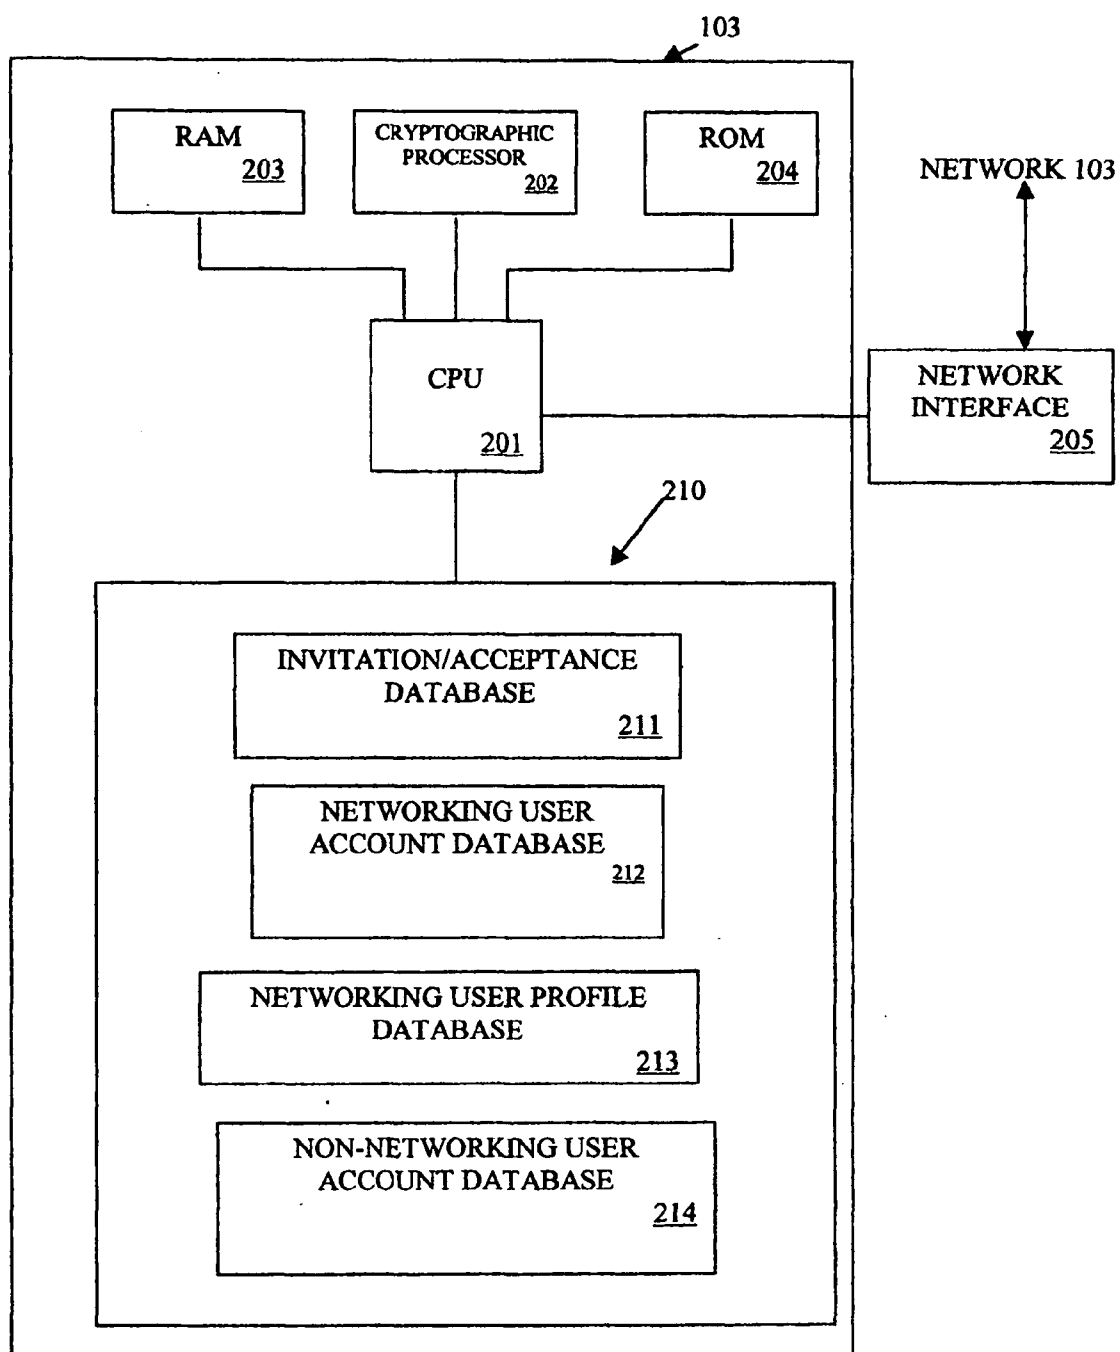 103
RAM
203
CRYPTOGRAPHIC
PROCESSOR
202
ROM
204
NETWORK 103
CPU
201
NETWORK
INTERFACE
205
210
INVITATION/ACCEPTANCE
DATABASE
211
NETWORKING USER
ACCOUNT DATABASE
212
NETWORKING USER PROFILE
DATABASE
213
NON-NETWORKING USER
ACCOUNT DATABASE
214